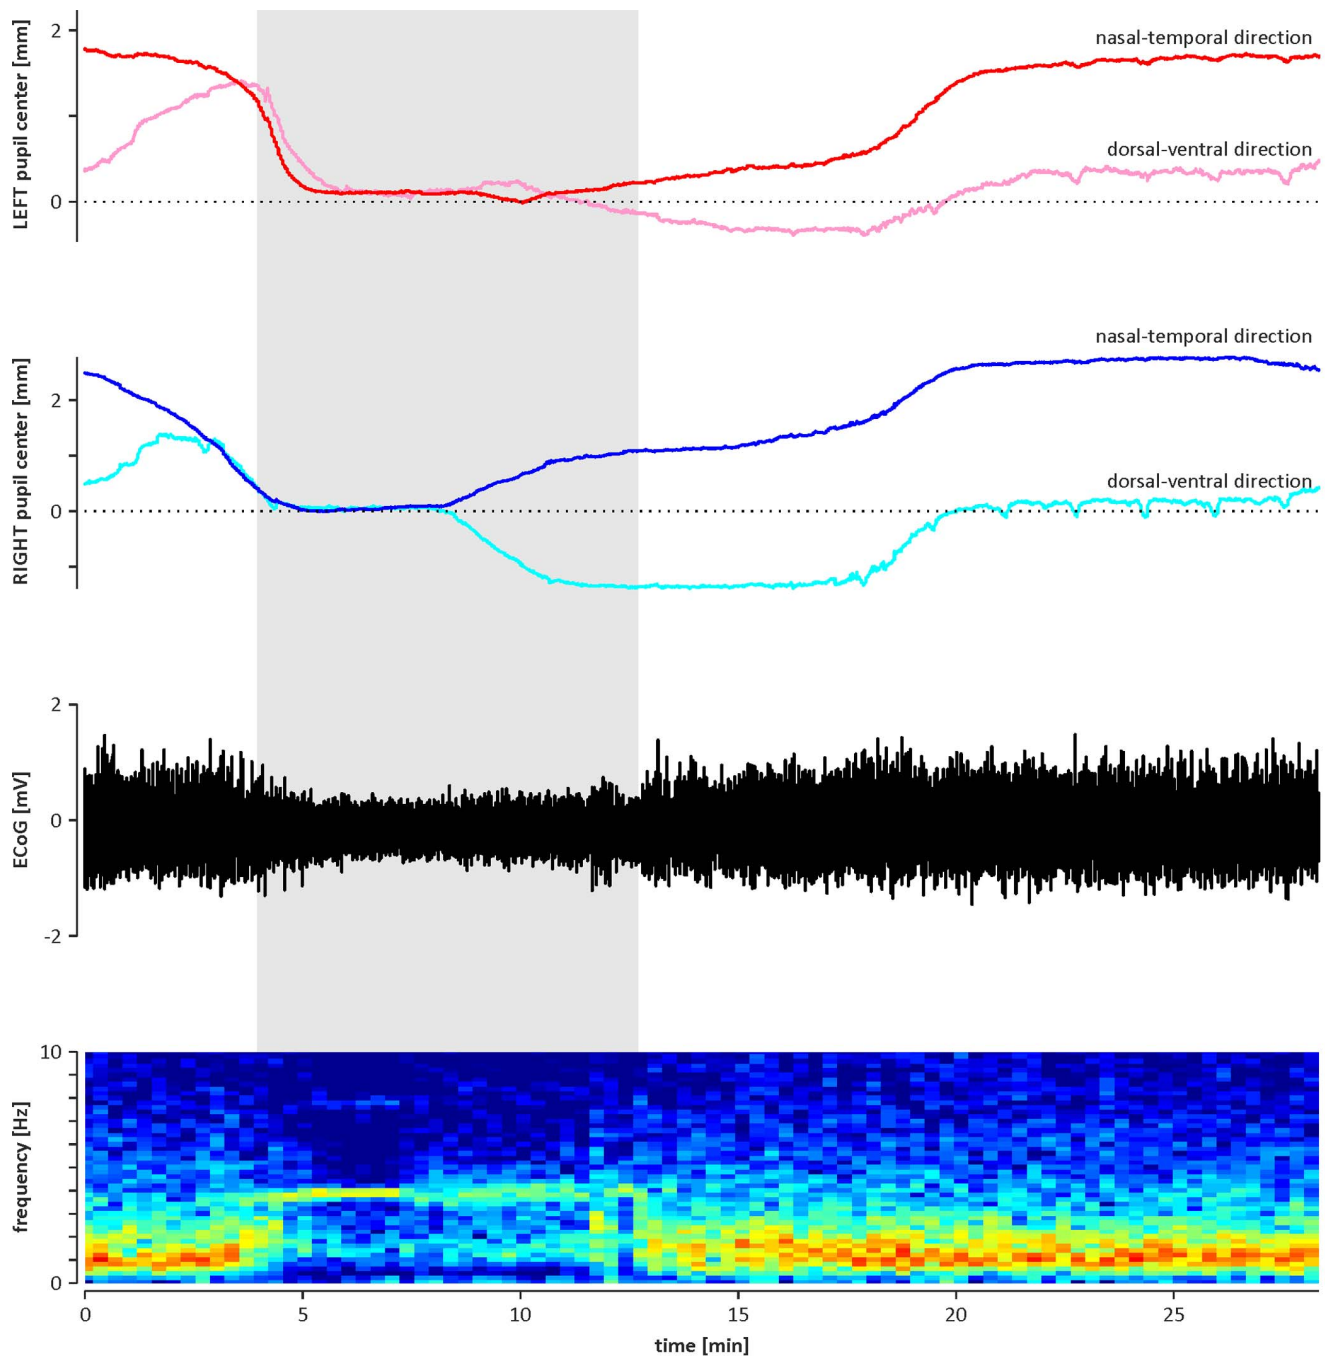 LEFT pupil center [mm]
2
0
nasal-temporal direction
dorsal-ventral direction
RIGHT pupil center [mm]
2
0
nasal-temporal direction
dorsal-ventral direction
ECoG [mV]
2
0
-2
frequency [Hz]
10
0
0 5 10 15 20 25
time [min]